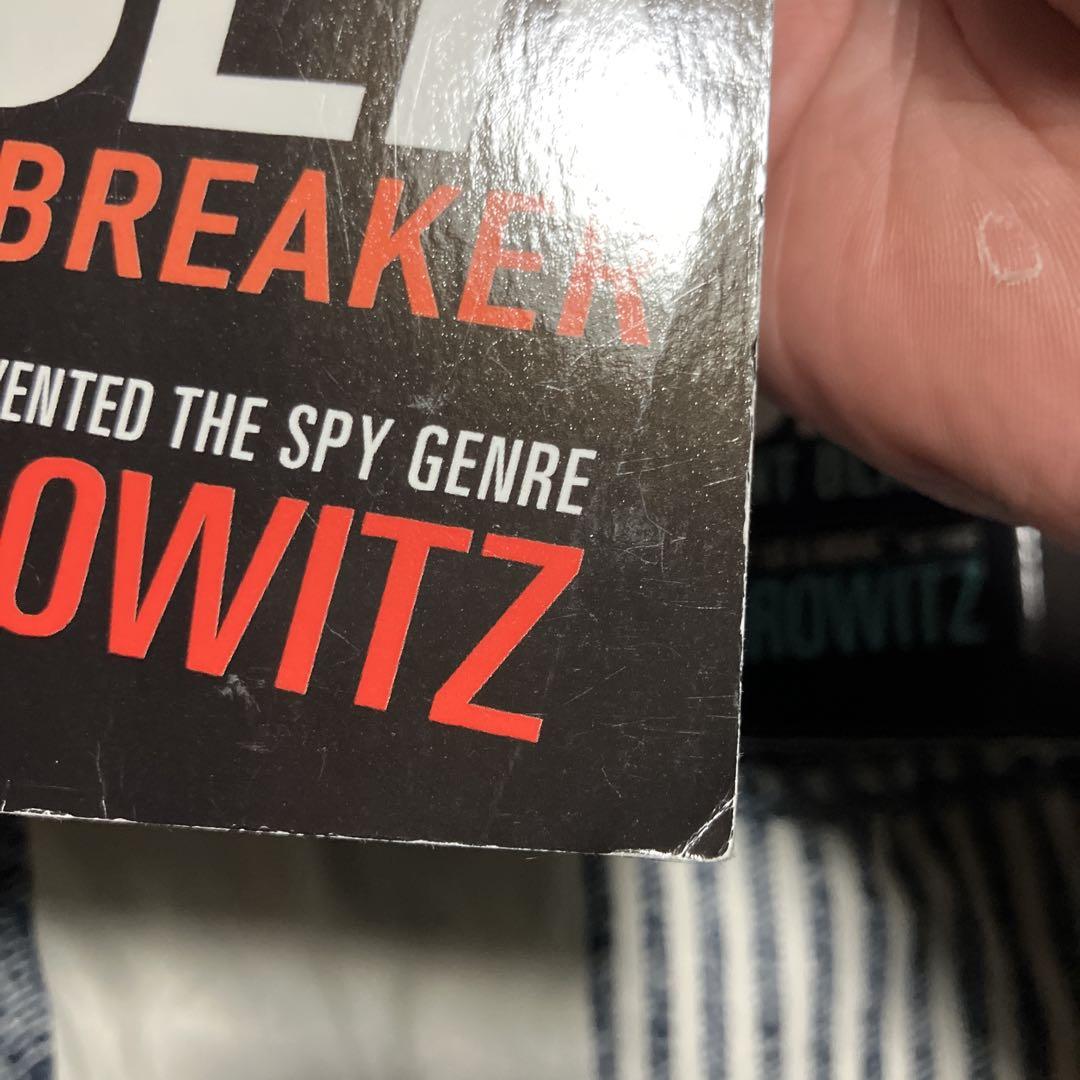 BREAKER
VENTED THE SPY GENRE
OWITZ
ROWITZ